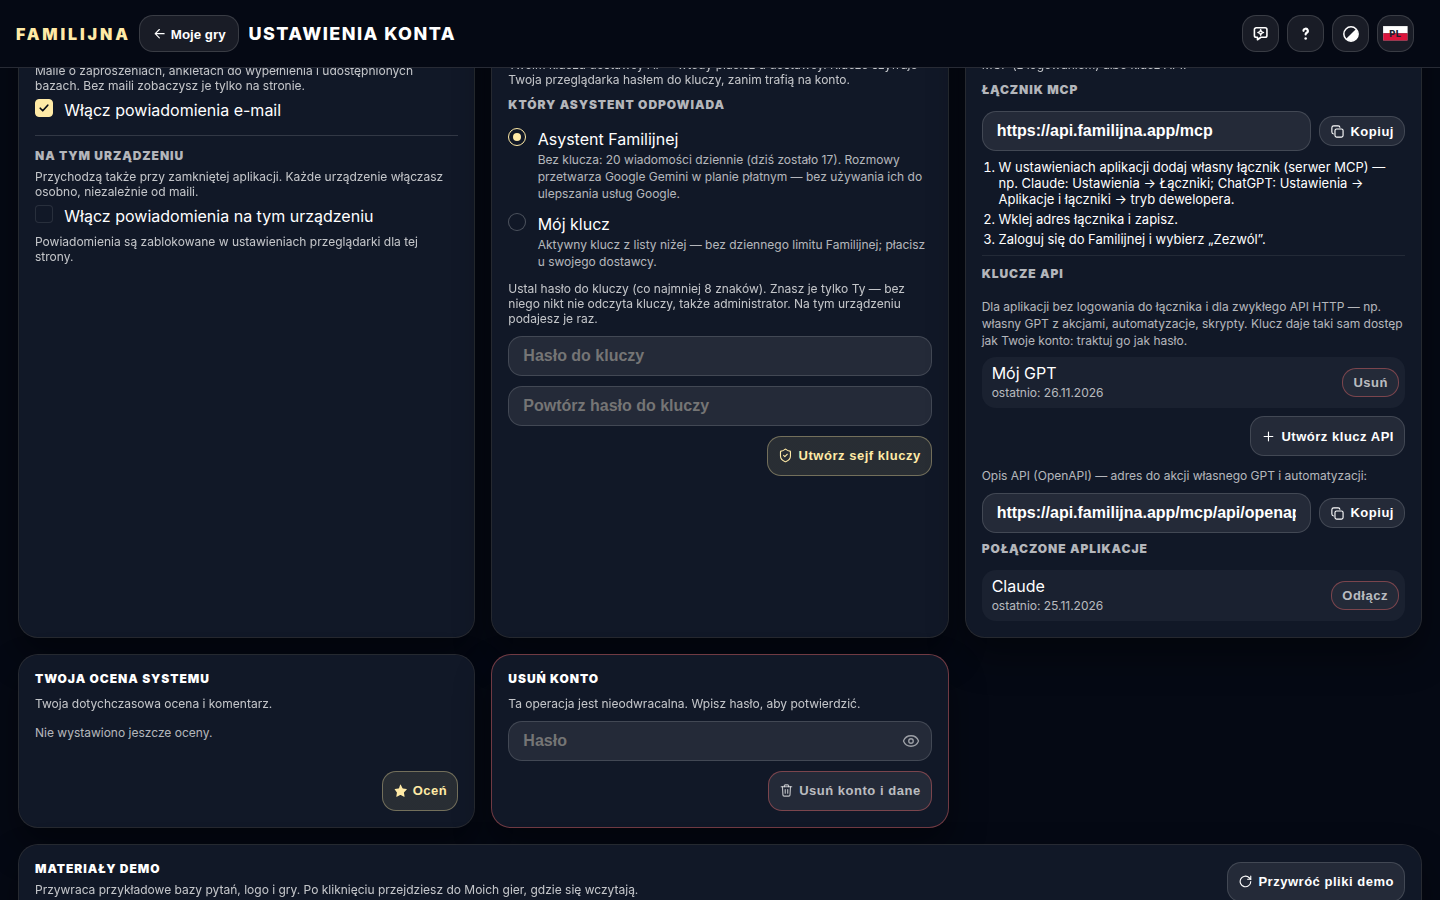 FAMILIJNA
Moje gry
USTAWIENIA KONTA
?
PL
Maile o zaproszeniach, ankietach do wypełnienia i udostępnionych
bazach. Bez maili zobaczysz je tylko na stronie.
Włącz powiadomienia e-mail
NA TYM URZĄDZENIU
Przychodzą także przy zamkniętej aplikacji. Każde urządzenie włączasz
osobno, niezależnie od maili.
Włącz powiadomienia na tym urządzeniu
Powiadomienia są zablokowane w ustawieniach przeglądarki dla tej
strony.
Twoja przeglądarka hasłem do kluczy, zanim trafią na konto.
KTÓRY ASYSTENT ODPOWIADA
Asystent Familijnej
Bez klucza: 20 wiadomości dziennie (dziś zostało 17). Rozmowy
przetwarza Google Gemini w planie płatnym — bez używania ich do
ulepszania usług Google.
Mój klucz
Aktywny klucz z listy niżej — bez dziennego limitu Familijnej; płacisz
u swojego dostawcy.
Ustal hasło do kluczy (co najmniej 8 znaków). Znasz je tylko Ty — bez
niego nikt nie odczyta kluczy, także administrator. Na tym urządzeniu
podajesz je raz.
Hasło do kluczy
Powtórz hasło do kluczy
Utwórz sejf kluczy
ŁĄCZNIK MCP
https://api.familijna.app/mcp
Kopiuj
1. W ustawieniach aplikacji dodaj własny łącznik (serwer MCP) —
np. Claude: Ustawienia → Łączniki; ChatGPT: Ustawienia →
Aplikacje i łączniki → tryb dewelopera.
2. Wklej adres łącznika i zapisz.
3. Zaloguj się do Familijnej i wybierz „Zezwól”.
KLUCZE API
Dla aplikacji bez logowania do łącznika i dla zwykłego API HTTP — np.
własny GPT z akcjami, automatyzacje, skrypty. Klucz daje taki sam dostęp
jak Twoje konto: traktuj go jak hasło.
Mój GPT
ostatnio: 26.11.2026
Usuń
Utwórz klucz API
Opis API (OpenAPI) — adres do akcji własnego GPT i automatyzacji:
https://api.familijna.app/mcp/api/openap
Kopiuj
POŁĄCZONE APLIKACJE
Claude
ostatnio: 25.11.2026
Odłącz
TWOJA OCENA SYSTEMU
Twoja dotychczasowa ocena i komentarz.
Nie wystawiono jeszcze oceny.
Oceń
USUŃ KONTO
Ta operacja jest nieodwracalna. Wpisz hasło, aby potwierdzić.
Hasło
Usuń konto i dane
MATERIAŁY DEMO
Przywraca przykładowe bazy pytań, logo i gry. Po kliknięciu przejdziesz do Moich gier, gdzie się wczytają.
Przywróć pliki demo